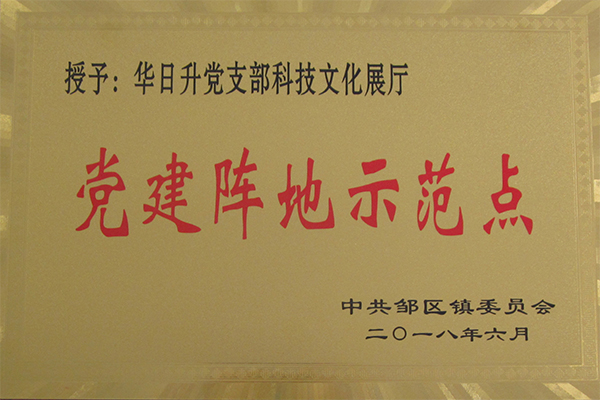 授予：华日升党支部科技文化展厅
党建阵地示范点
中共邹区镇委员会
二〇一八年六月